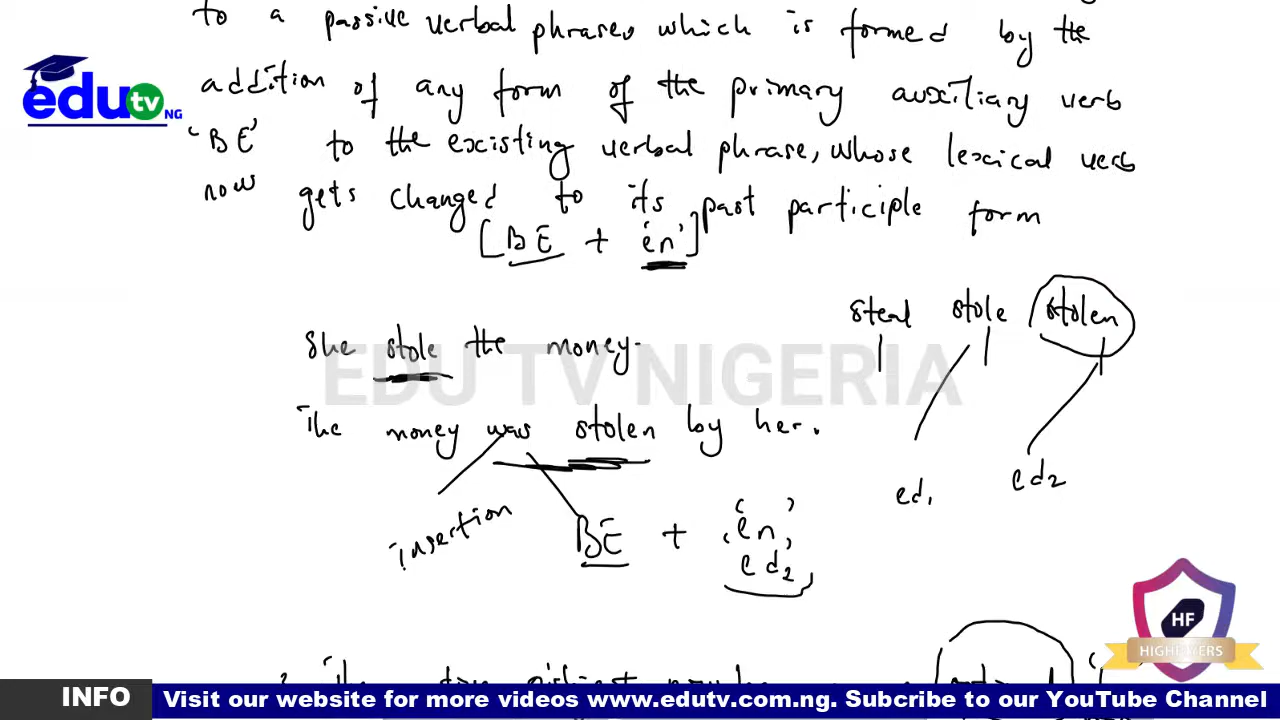 to a passive verbal phrase, which is formed by the
addition of any form of the primary auxiliary verb
'BE' to the existing verbal phrase, whose lexical verb
now gets changed to its past participle form
[BE + 'en']
steal stole stolen
She stole the money.
The money was stolen by her.
ed1 ed2
insertion BE + 'en'
'ed2
EDU TV NIGERIA
edutv NG
HF
HIGHFLYERS
INFO Visit our website for more videos www.edutv.com.ng. Subcribe to our YouTube Channel